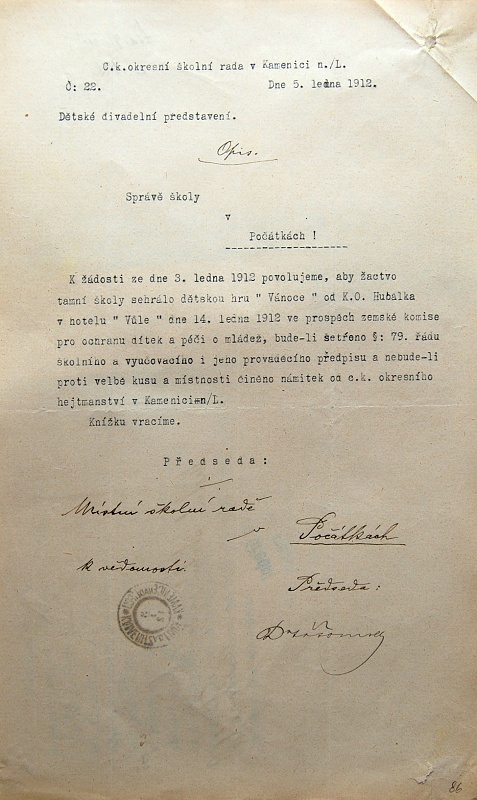 C.k.okresní školní rada v Kamenici n./L.
Č: 22. Dne 5. ledna 1912.
Dětské divadelní představení.
Opis.
Správě školy
v
Počátkách !
K žádosti ze dne 3. ledna 1912 povolujeme, aby žactvo
tamní školy sehrálo dětskou hru " Vánoce " od K.O. Hubálka
v hotelu " Vůle " dne 14. ledna 1912 ve prospěch zemské komise
pro ochranu dítek a péči o mládež, bude-li šetřeno §: 79. řádu
školního a vyučovacího i jeno provaděcího předpisu a nebude-li
proti velbě kusu a místnosti činěno námitek od c.k. okresního
hejtmanství v Kamenici n/L.
Knížku vracíme.
Předseda:
Místní školní radě
v Počátkách
k vědomosti.
Předseda:
86